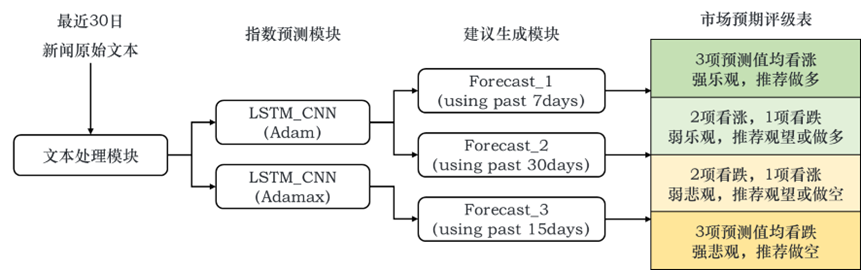 最近30日
新闻原始文本
文本处理模块
指数预测模块
LSTM_CNN
(Adam)
LSTM_CNN
(Adamax)
建议生成模块
Forecast_1
(using past 7days)
Forecast_2
(using past 30days)
Forecast_3
(using past 15days)
市场预期评级表
3项预测值均看涨
强乐观，推荐做多
2项看涨，1项看跌
弱乐观，推荐观望或做多
2项看跌，1项看涨
弱悲观，推荐观望或做空
3项预测值均看跌
强悲观，推荐做空